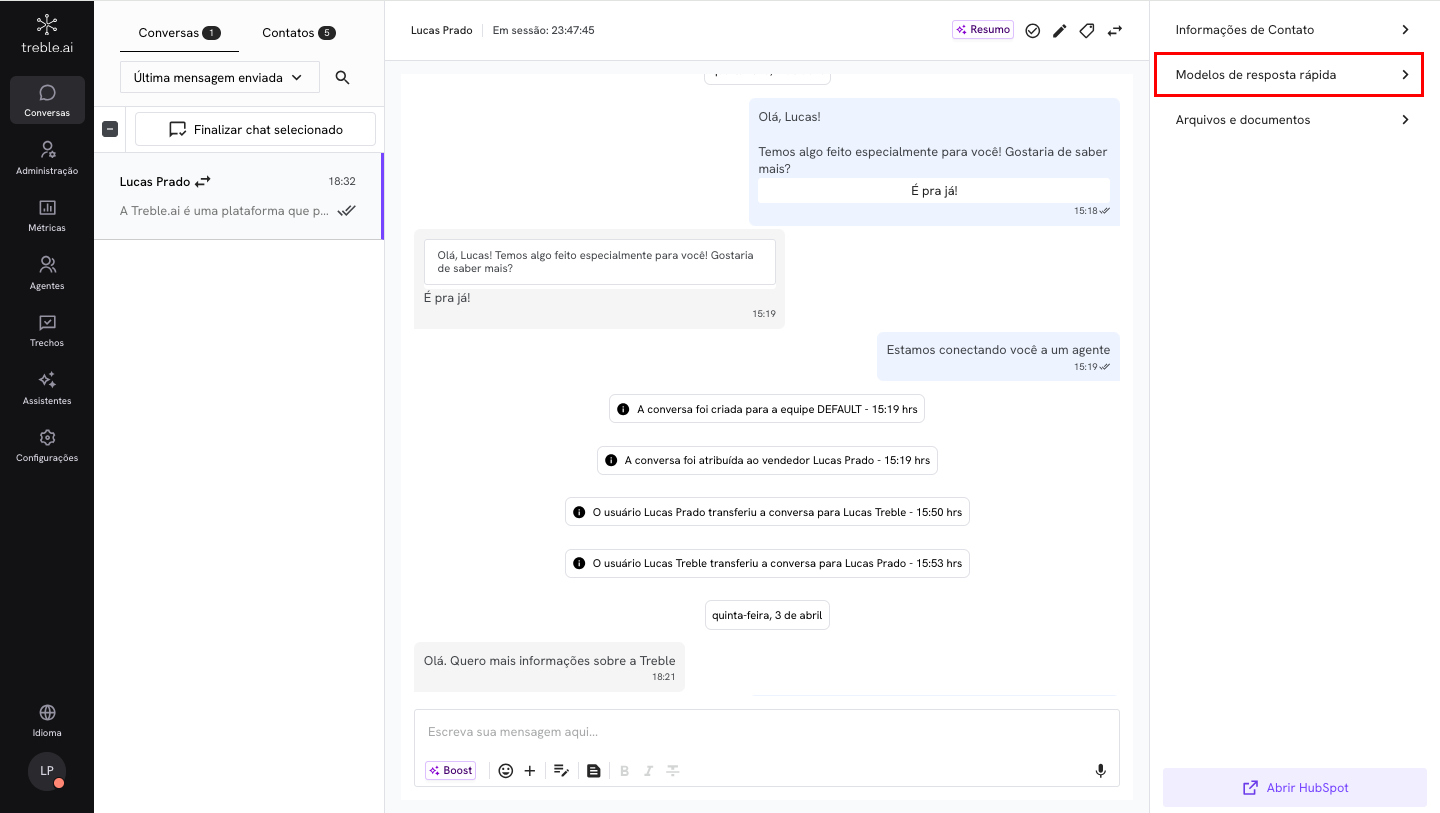 treble.ai
Conversas
Administração
Métricas
Agentes
Trechos
Assistentes
Configurações
Idioma
LP
Conversas 1
Contatos 5
Última mensagem enviada
Finalizar chat selecionado
Lucas Prado
18:32
A Treble.ai é uma plataforma que p...
Lucas Prado
Em sessão: 23:47:45
Resumo
Olá, Lucas!
Temos algo feito especialmente para você! Gostaria de saber
mais?
É pra já!
15:18
Olá, Lucas! Temos algo feito especialmente para você! Gostaria
de saber mais?
É pra já!
15:19
Estamos conectando você a um agente
15:19
A conversa foi criada para a equipe DEFAULT - 15:19 hrs
A conversa foi atribuída ao vendedor Lucas Prado - 15:19 hrs
O usuário Lucas Prado transferiu a conversa para Lucas Treble - 15:50 hrs
O usuário Lucas Treble transferiu a conversa para Lucas Prado - 15:53 hrs
quinta-feira, 3 de abril
Olá. Quero mais informações sobre a Treble
18:21
Escreva sua mensagem aqui...
Boost
B I S
Informações de Contato
Modelos de resposta rápida
Arquivos e documentos
Abrir HubSpot